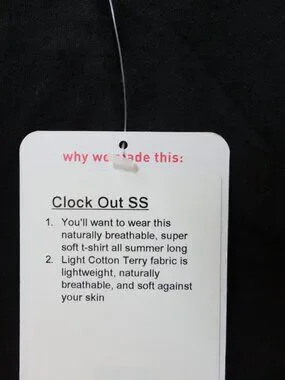 why we made this:
Clock Out SS
1. You'll want to wear this
naturally breathable, super
soft t-shirt all summer long
2. Light Cotton Terry fabric is
lightweight, naturally
breathable, and soft against
your skin